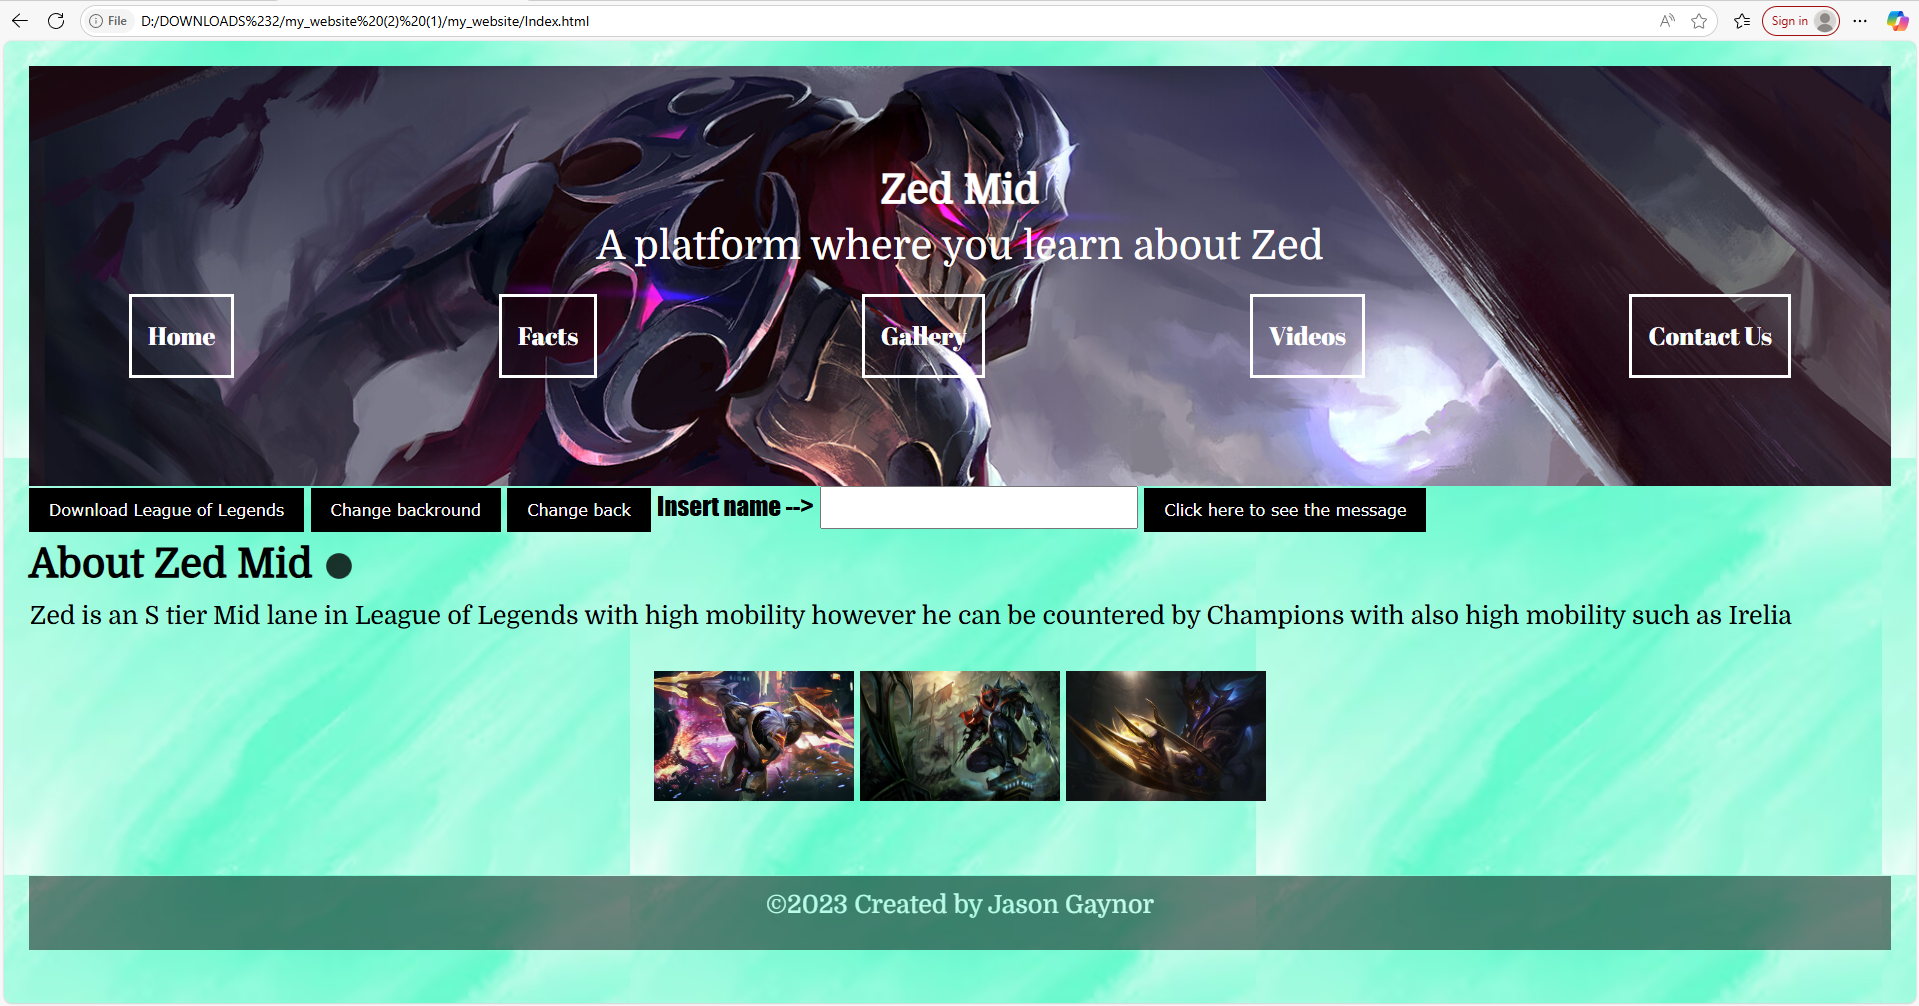 File D:/DOWNLOADS%232/my_website%20(2)%20(1)/my_website/Index.html Sign in
Zed Mid
A platform where you learn about Zed
Home Facts Gallery Videos Contact Us
Download League of Legends Change backround Change back Insert name --> Click here to see the message
About Zed Mid
Zed is an S tier Mid lane in League of Legends with high mobility however he can be countered by Champions with also high mobility such as Irelia
©2023 Created by Jason Gaynor